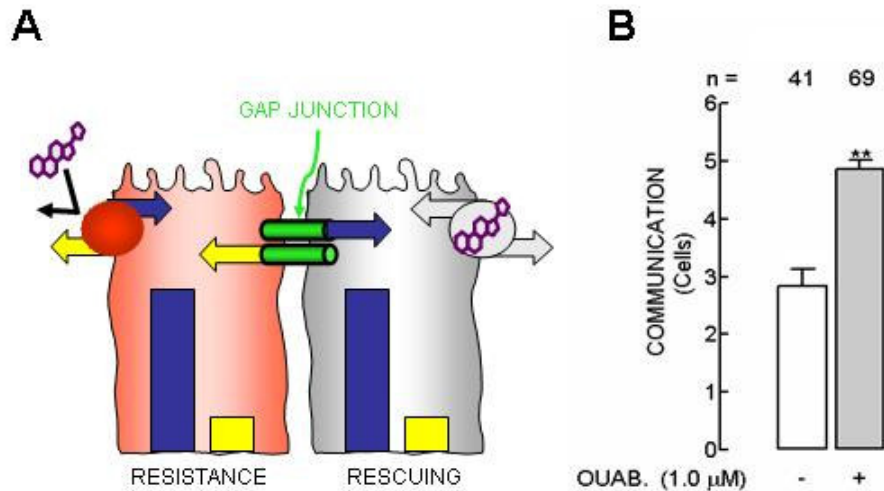 A
GAP JUNCTION
RESISTANCE
RESCUING
B
n = 41 69
6
5
4
3
2
1
0
COMMUNICATION
(Cells)
**
OUAB. (1.0 μM) - +